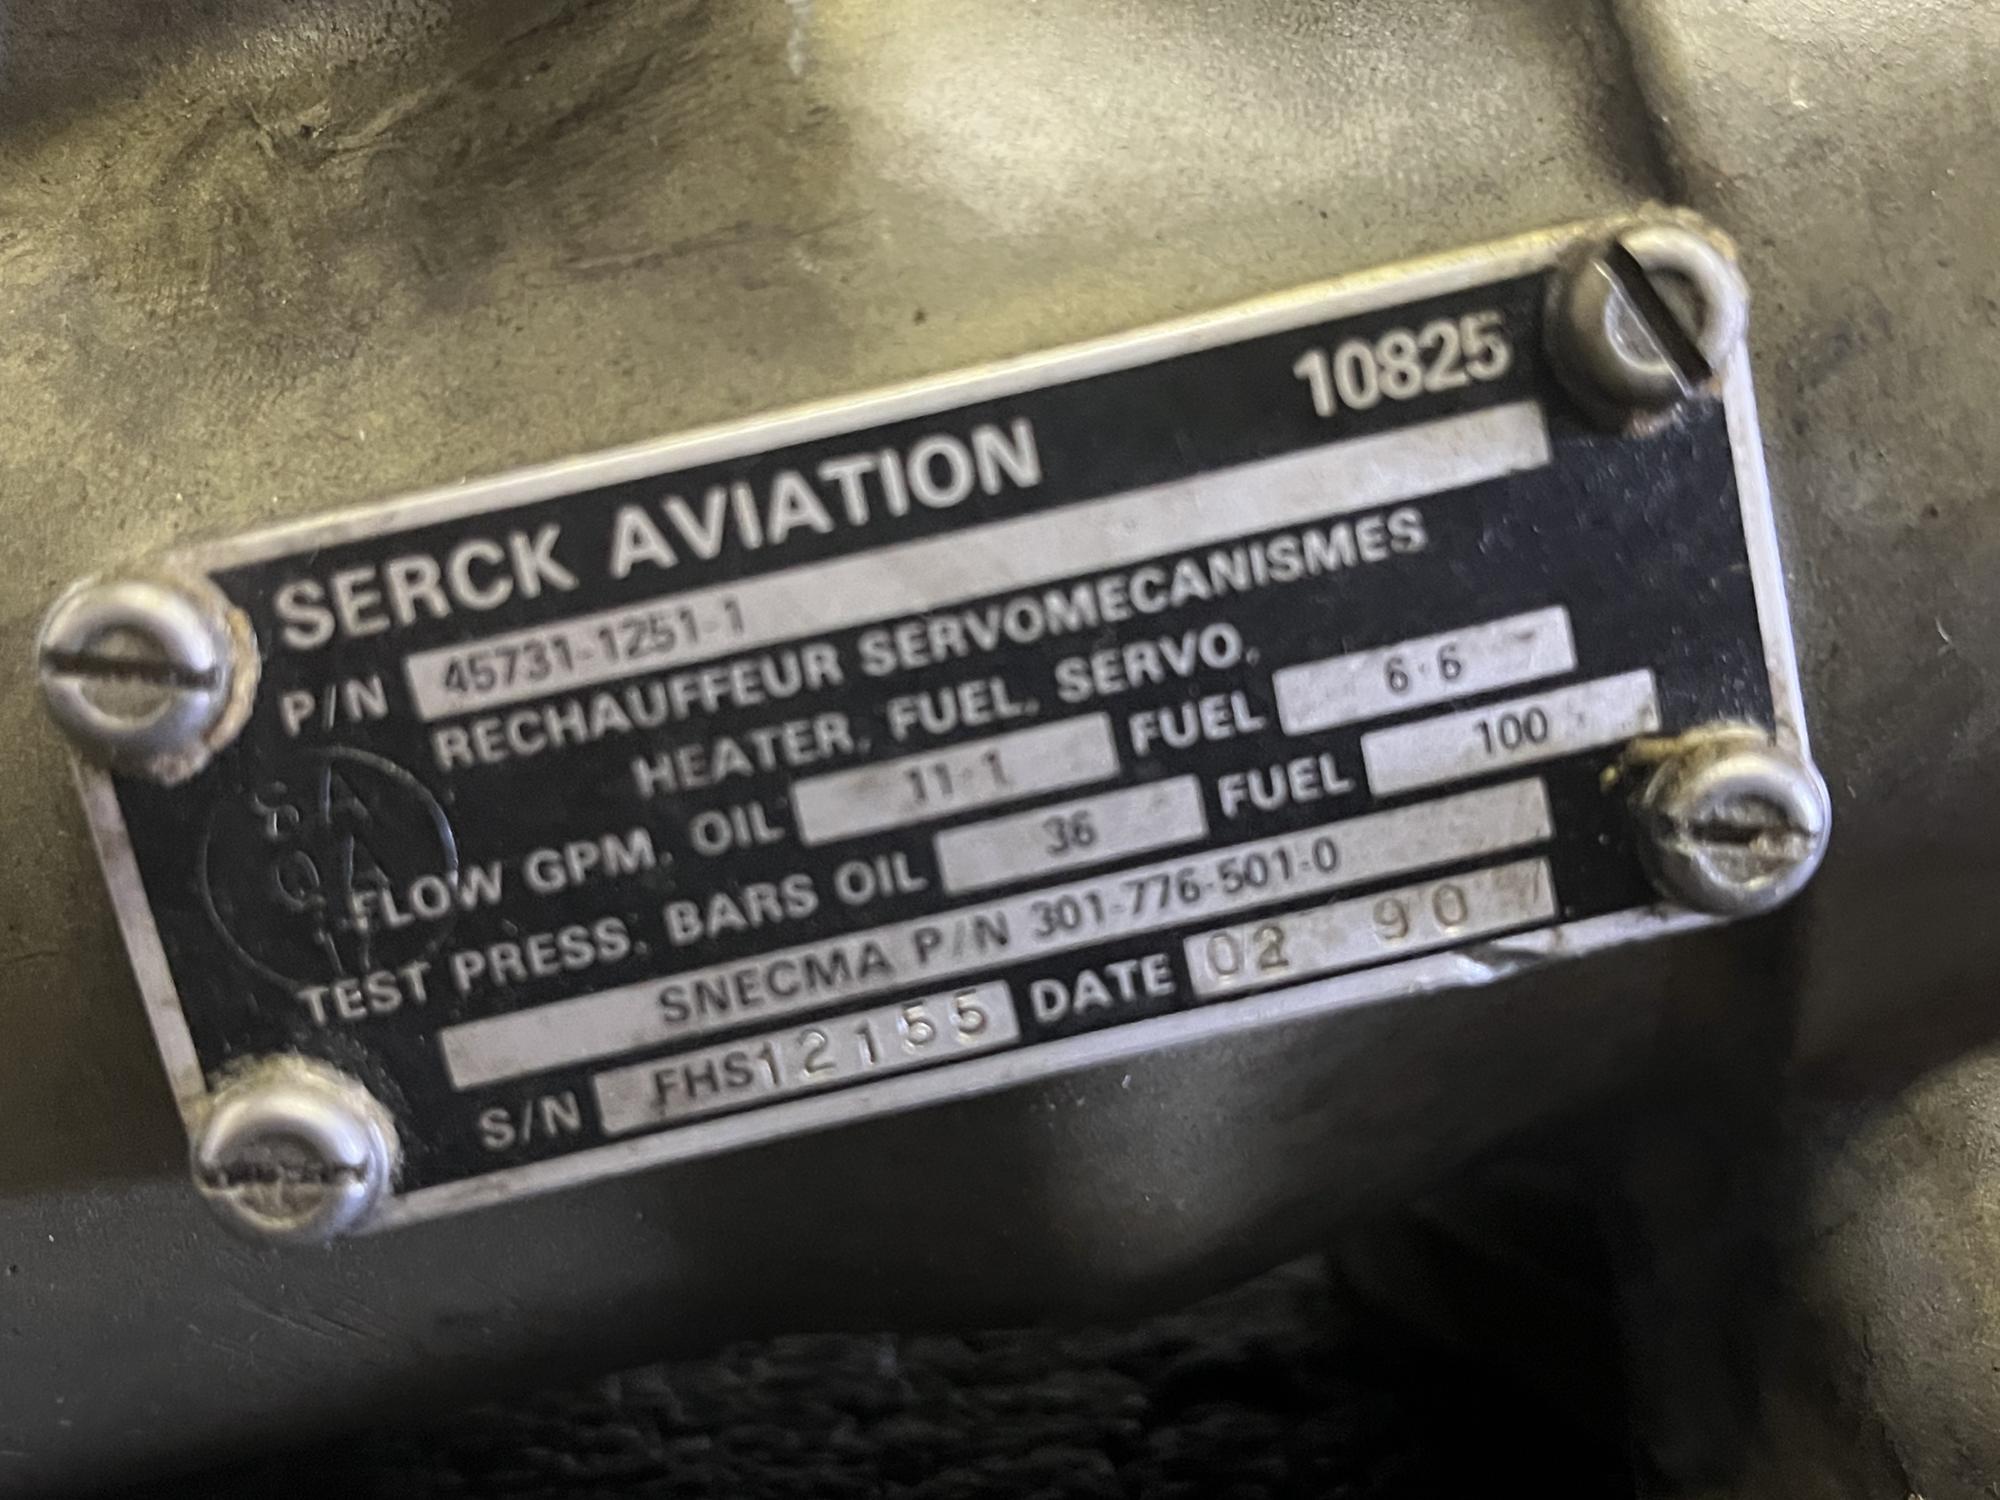 SERCK AVIATION 10825
P/N 45731-1251-1
RECHAUFFEUR SERVOMECANISMES
HEATER, FUEL, SERVO.
FLOW GPM. OIL 11·1 FUEL 6·6
TEST PRESS. BARS OIL 36 FUEL 100
SNECMA P/N 301-776-501-0
S/N FHS12155 DATE 02 90